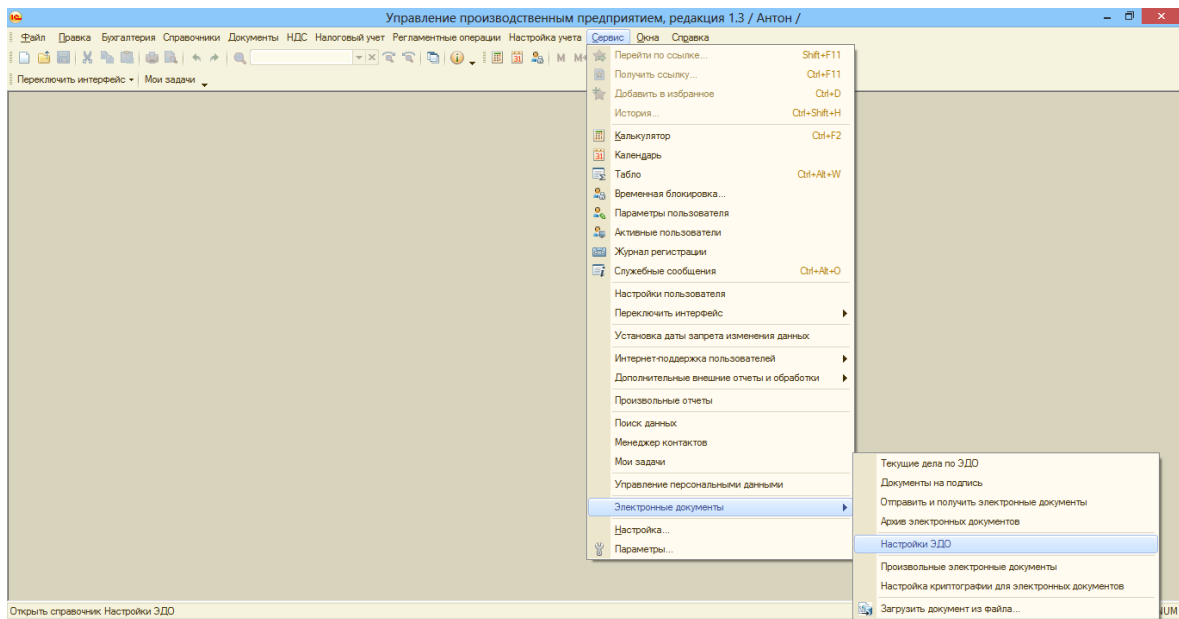 Управление производственным предприятием, редакция 1.3 / Антон /
Файл Правка Бухгалтерия Справочники Документы НДС Налоговый учет Регламентные операции Настройка учета Сервис Окна Справка
M
Переключить интерфейс Мои задачи
Перейти по ссылке... Shift+F11
Получить ссылку... Ctrl+F11
Добавить в избранное Ctrl+D
История... Ctrl+Shift+H
Калькулятор Ctrl+F2
Календарь
Табло Ctrl+Alt+W
Временная блокировка...
Параметры пользователя
Активные пользователи
Журнал регистрации
Служебные сообщения Ctrl+Alt+O
Настройки пользователя
Переключить интерфейс
Установка даты запрета изменения данных
Интернет-поддержка пользователей
Дополнительные внешние отчеты и обработки
Произвольные отчеты
Поиск данных
Менеджер контактов
Мои задачи
Управление персональными данными
Электронные документы
Настройка...
Параметры...
Текущие дела по ЭДО
Документы на подпись
Отправить и получить электронные документы
Архив электронных документов
Настройки ЭДО
Произвольные электронные документы
Настройка криптографии для электронных документов
Загрузить документ из файла...
Открыть справочник Настройки ЭДО